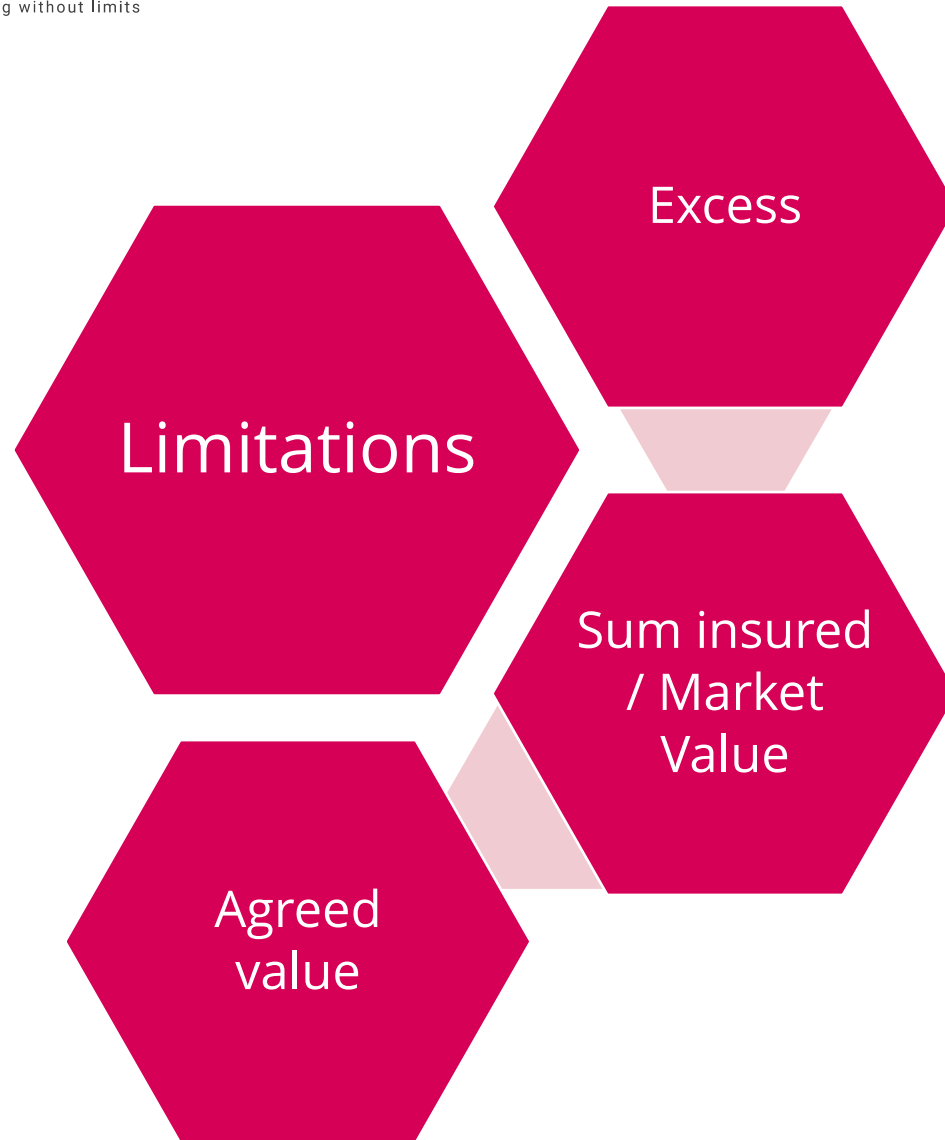 g without limits
Excess
Limitations
Sum insured
/ Market
Value
Agreed
value